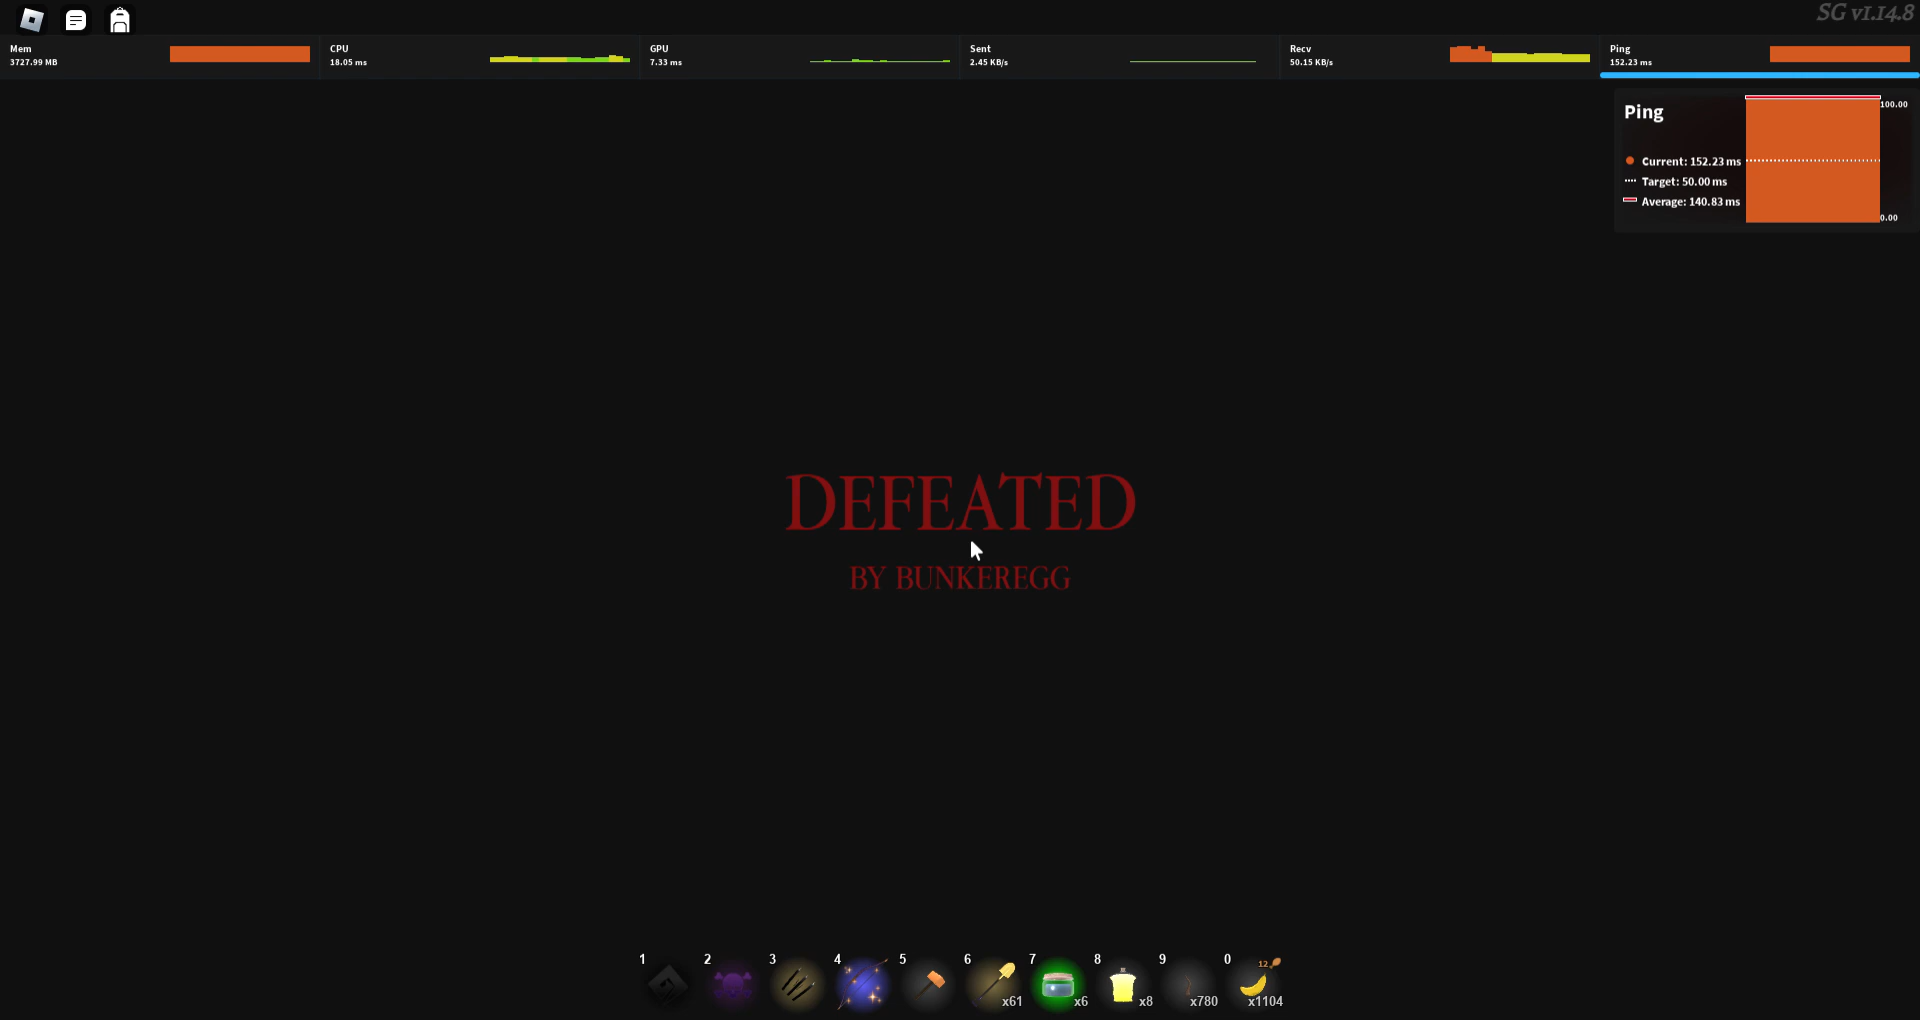 SG v1.14.8
Mem
3727.99 MB
CPU
18.05 ms
GPU
7.33 ms
Sent
2.45 KB/s
Recv
50.15 KB/s
Ping
152.23 ms
Ping
100.00
Current: 152.23 ms
Target: 50.00 ms
Average: 140.83 ms
0.00
DEFEATED
BY BUNKEREGG
1
2
3
4
5
6
x61
7
x6
8
x8
9
x780
0
12
x1104